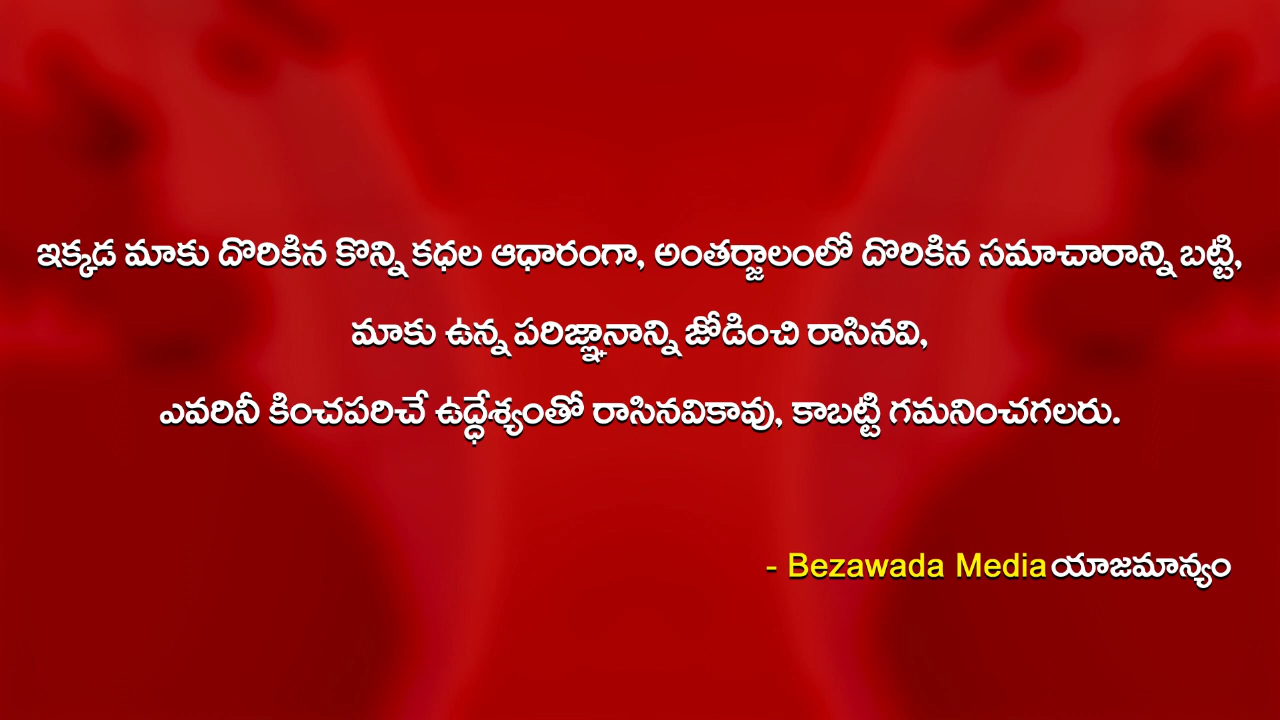 ఇక్కడ మాకు దొరికిన కొన్ని కధల ఆధారంగా, అంతర్జాలంలో దొరికిన సమాచారాన్ని బట్టి,
మాకు ఉన్న పరిజ్ఞానాన్ని జోడించి రాసినవి,
ఎవరినీ కించపరిచే ఉద్ధేశ్యంతో రాసినవికావు, కాబట్టి గమనించగలరు.
- Bezawada Media యాజమాన్యం